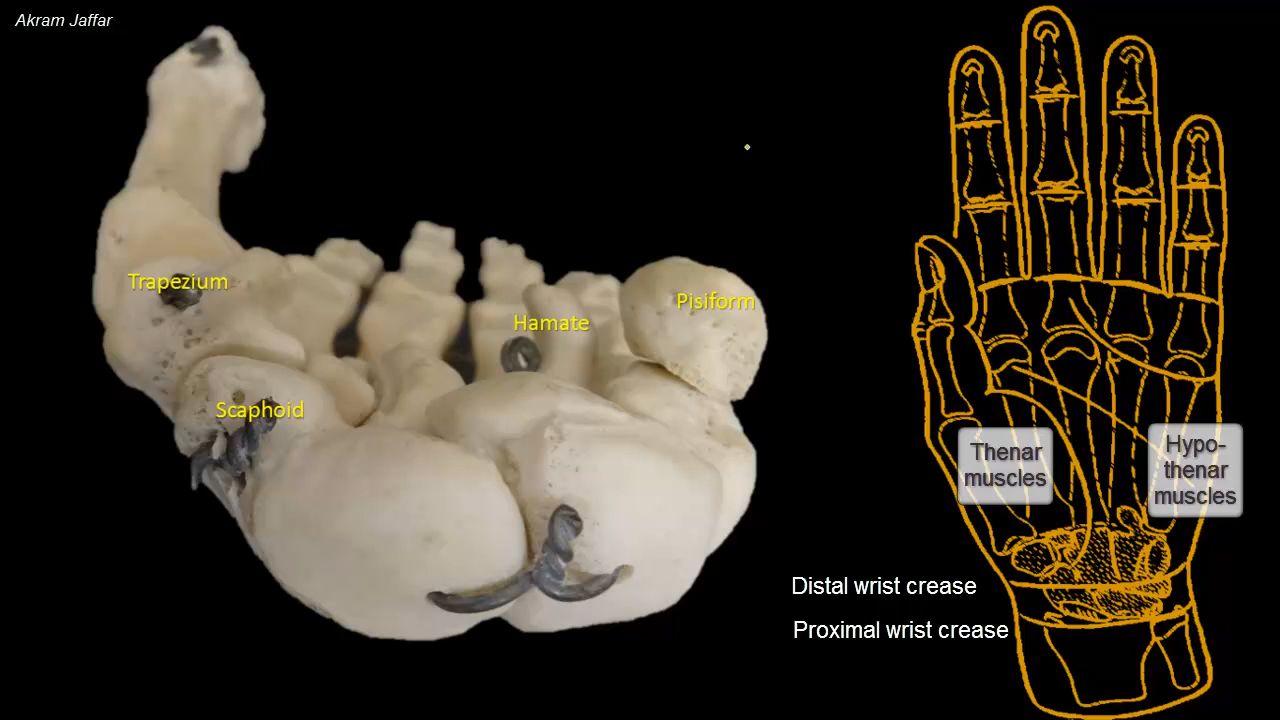 Akram Jaffar
Trapezium
Pisiform
Hamate
Scaphoid
Thenar
muscles
Hypo-
thenar
muscles
Distal wrist crease
Proximal wrist crease